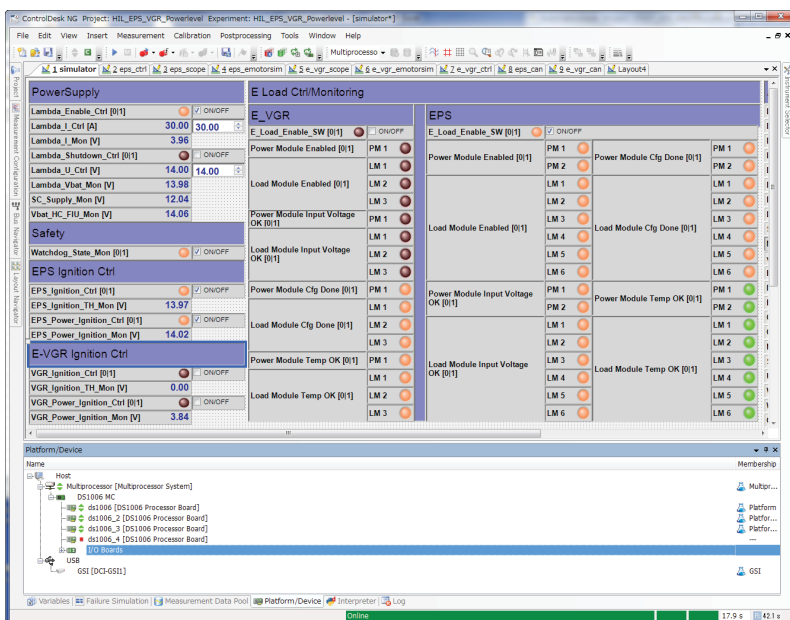 ControlDesk NG Project: HIL_EPS_VGR_Powerlevel Experiment: HIL_EPS_VGR_Powerlevel - [simulator*]
File Edit View Insert Measurement Calibration Postprocessing Tools Window Help
Multiprocesso
1 simulator 2 eps_ctrl 3 eps_scope 4 eps_emotorsim 5 e_vgr_scope 6 e_vgr_emotorsim 7 e_vgr_ctrl 8 eps_can 9 e_vgr_can Layout4
Project
Measurement Configuration
Bus Navigator
Layout Navigator
Instrument Selector
PowerSupply
Lambda_Enable_Ctrl [0|1] ON/OFF
Lambda_I_Ctrl [A] 30.00 30.00
Lambda_I_Mon [V] 3.96
Lambda_Shutdown_Ctrl [0|1] ON/OFF
Lambda_U_Ctrl [V] 14.00 14.00
Lambda_Vbat_Mon [V] 13.98
SC_Supply_Mon [V] 12.04
Vbat_HC_FIU_Mon [V] 14.06
Safety
Watchdog_State_Mon [0|1] ON/OFF
EPS Ignition Ctrl
EPS_Ignition_Ctrl [0|1] ON/OFF
EPS_Ignition_TH_Mon [V] 13.97
EPS_Power_Ignition_Ctrl [0|1] ON/OFF
EPS_Power_Ignition_Mon [V] 14.02
E-VGR Ignition Ctrl
VGR_Ignition_Ctrl [0|1] ON/OFF
VGR_Ignition_TH_Mon [V] 0.00
VGR_Power_Ignition_Ctrl [0|1] ON/OFF
VGR_Power_Ignition_Mon [V] 3.84
E Load Ctrl/Monitoring
E_VGR
E_Load_Enable_SW [0|1] ON/OFF
Power Module Enabled [0|1] PM 1
Load Module Enabled [0|1]
LM 1
LM 2
LM 3
Power Module Input Voltage OK [0|1] PM 1
Load Module Input Voltage OK [0|1]
LM 1
LM 2
LM 3
Power Module Cfg Done [0|1] PM 1
Load Module Cfg Done [0|1]
LM 1
LM 2
LM 3
Power Module Temp OK [0|1] PM 1
Load Module Temp OK [0|1]
LM 1
LM 2
LM 3
EPS
E_Load_Enable_SW [0|1] ON/OFF
Power Module Enabled [0|1]
PM 1
PM 2
Load Module Enabled [0|1]
LM 1
LM 2
LM 3
LM 4
LM 5
LM 6
Power Module Input Voltage OK [0|1]
PM 1
PM 2
Load Module Input Voltage OK [0|1]
LM 1
LM 2
LM 3
LM 4
LM 5
LM 6
Power Module Cfg Done [0|1]
PM 1
PM 2
Load Module Cfg Done [0|1]
LM 1
LM 2
LM 3
LM 4
LM 5
LM 6
Power Module Temp OK [0|1]
PM 1
PM 2
Load Module Temp OK [0|1]
LM 1
LM 2
LM 3
LM 4
LM 5
LM 6
Platform/Device
Name Membership
Host
Multiprocessor [Multiprocessor System] Multipr...
DS1006 MC
ds1006 [DS1006 Processor Board] Platform
ds1006_2 [DS1006 Processor Board] Platfor...
ds1006_3 [DS1006 Processor Board] Platfor...
ds1006_4 [DS1006 Processor Board] ---
I/O Boards
USB
GSI [DCI-GSI1] GSI
Variables Failure Simulation Measurement Data Pool Platform/Device Interpreter Log
Online 17.9 s 42.1 s